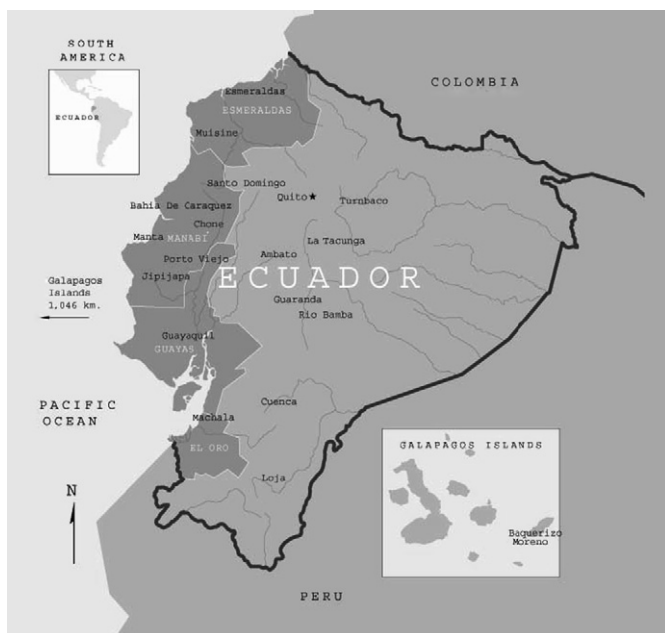 SOUTH
AMERICA
ECUADOR
COLOMBIA
Esmeraldas
ESMERALDAS
Muisine
Santo Domingo
Quito
Turnbaco
Bahía De Caraquez
Chone
Manta
MANABÍ
La Tacunga
Porto Viejo
Ambato
Jipijapa
ECUADOR
Galapagos
Islands
1,046 km.
Guaranda
Rio Bamba
Guayaquil
GUAYAS
PACIFIC
OCEAN
Cuenca
Machala
EL ORO
Loja
GALAPAGOS ISLANDS
Baquerizo
Moreno
N
PERU